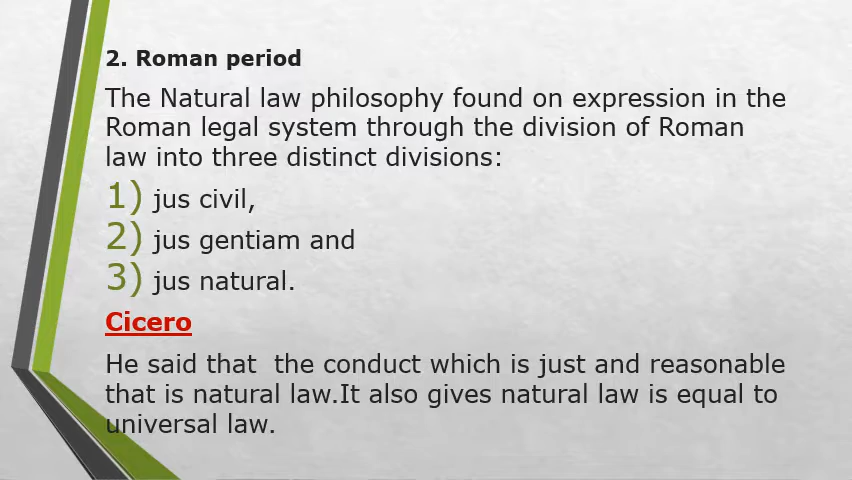 2. Roman period
The Natural law philosophy found on expression in the
Roman legal system through the division of Roman
law into three distinct divisions:
1) jus civil,
2) jus gentiam and
3) jus natural.
Cicero
He said that  the conduct which is just and reasonable
that is natural law.It also gives natural law is equal to
universal law.